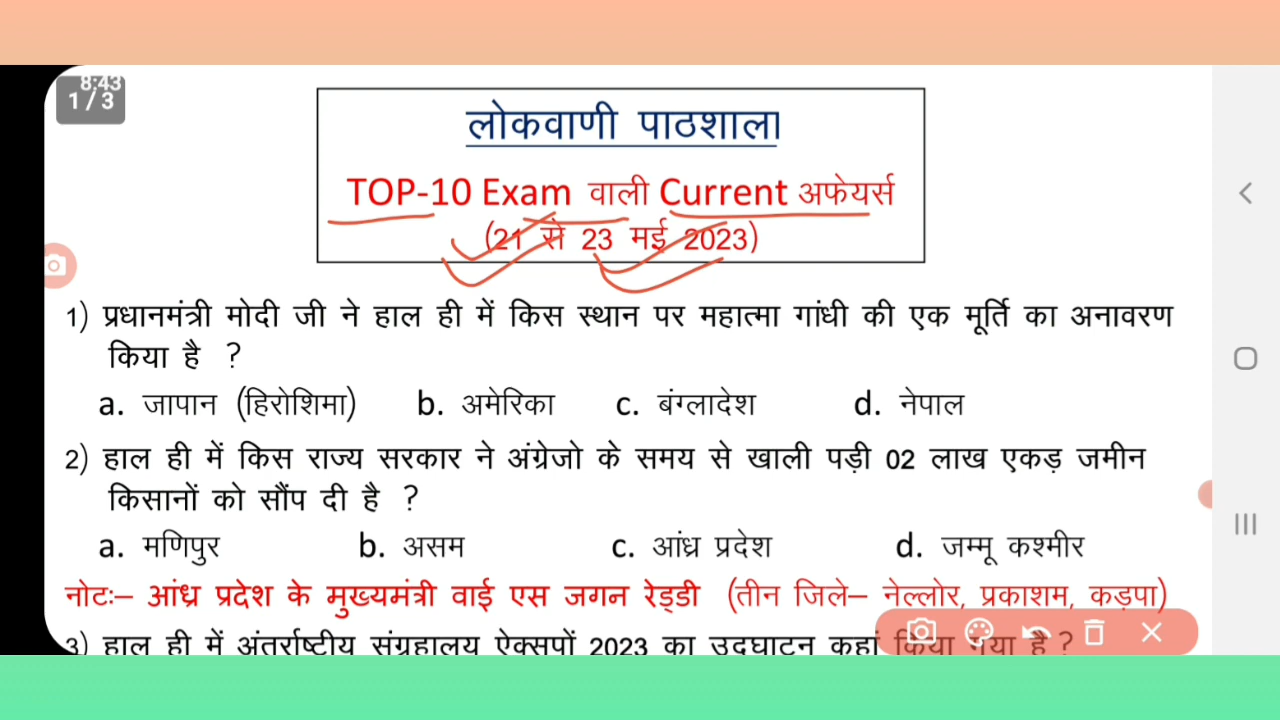 8:43
1 / 3
लोकवाणी पाठशाला
TOP-10 Exam वाली Current अफेयर्स
(21 से 23 मई 2023)
1) प्रधानमंत्री मोदी जी ने हाल ही में किस स्थान पर महात्मा गांधी की एक मूर्ति का अनावरण
किया है ?
a. जापान (हिरोशिमा) b. अमेरिका c. बंग्लादेश d. नेपाल
2) हाल ही में किस राज्य सरकार ने अंग्रेजो के समय से खाली पड़ी 02 लाख एकड़ जमीन
किसानों को सौंप दी है ?
a. मणिपुर b. असम c. आंध्र प्रदेश d. जम्मू कश्मीर
नोटः– आंध्र प्रदेश के मुख्यमंत्री वाई एस जगन रेड्डी (तीन जिले– नेल्लोर, प्रकाशम, कड़पा)
3) हाल ही में अंतर्राष्टीय संग्रहालय ऐक्सपों 2023 का उदघाटन कहां किया गया है ?